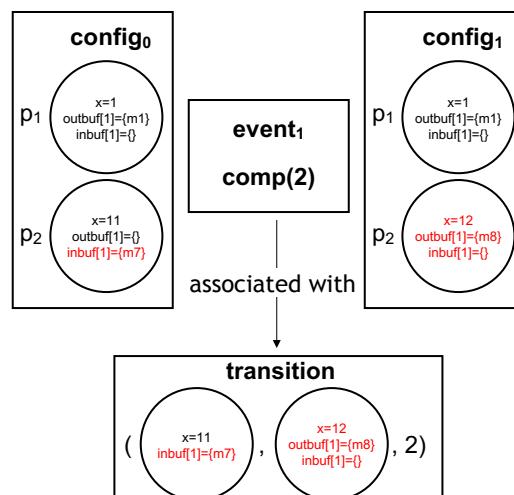 config₀
p₁
x=1
outbuf[1]={m1}
inbuf[1]={}
p₂
x=11
outbuf[1]={}
inbuf[1]={m7}
event₁
comp(2)
config₁
p₁
x=1
outbuf[1]={m1}
inbuf[1]={}
p₂
x=12
outbuf[1]={m8}
inbuf[1]={}
associated with
transition
(
x=11
inbuf[1]={m7}
,
x=12
outbuf[1]={m8}
inbuf[1]={}
, 2)